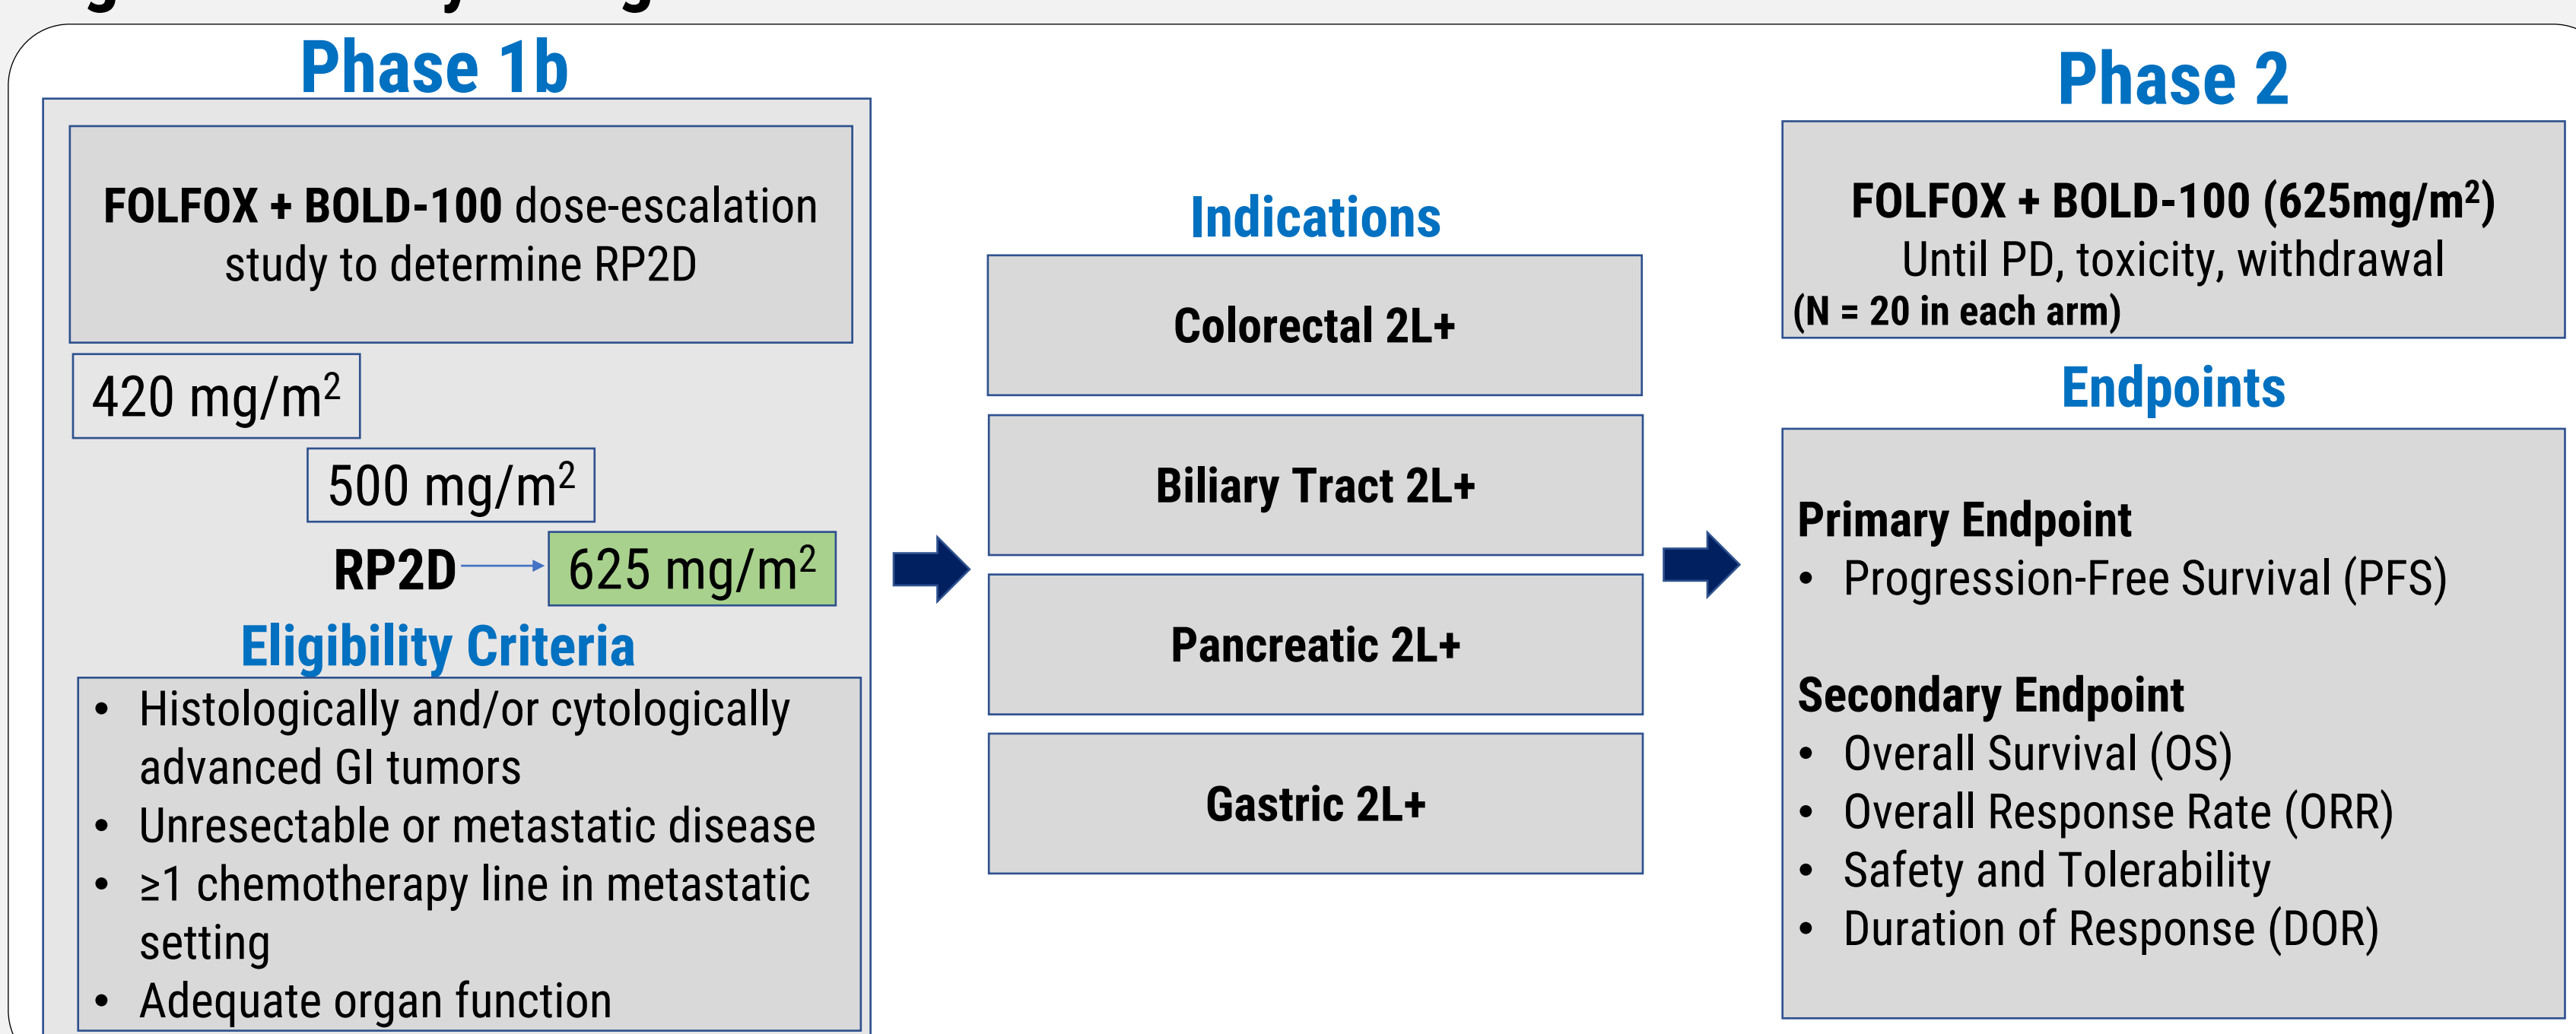 Phase 1b
FOLFOX + BOLD-100 dose-escalation
study to determine RP2D
420 mg/m²
500 mg/m²
RP2D
625 mg/m²
Eligibility Criteria
• Histologically and/or cytologically
advanced GI tumors
• Unresectable or metastatic disease
• ≥1 chemotherapy line in metastatic
setting
• Adequate organ function
Indications
Colorectal 2L+
Biliary Tract 2L+
Pancreatic 2L+
Gastric 2L+
Phase 2
FOLFOX + BOLD-100 (625mg/m²)
Until PD, toxicity, withdrawal
(N = 20 in each arm)
Endpoints
Primary Endpoint
• Progression-Free Survival (PFS)
Secondary Endpoint
• Overall Survival (OS)
• Overall Response Rate (ORR)
• Safety and Tolerability
• Duration of Response (DOR)